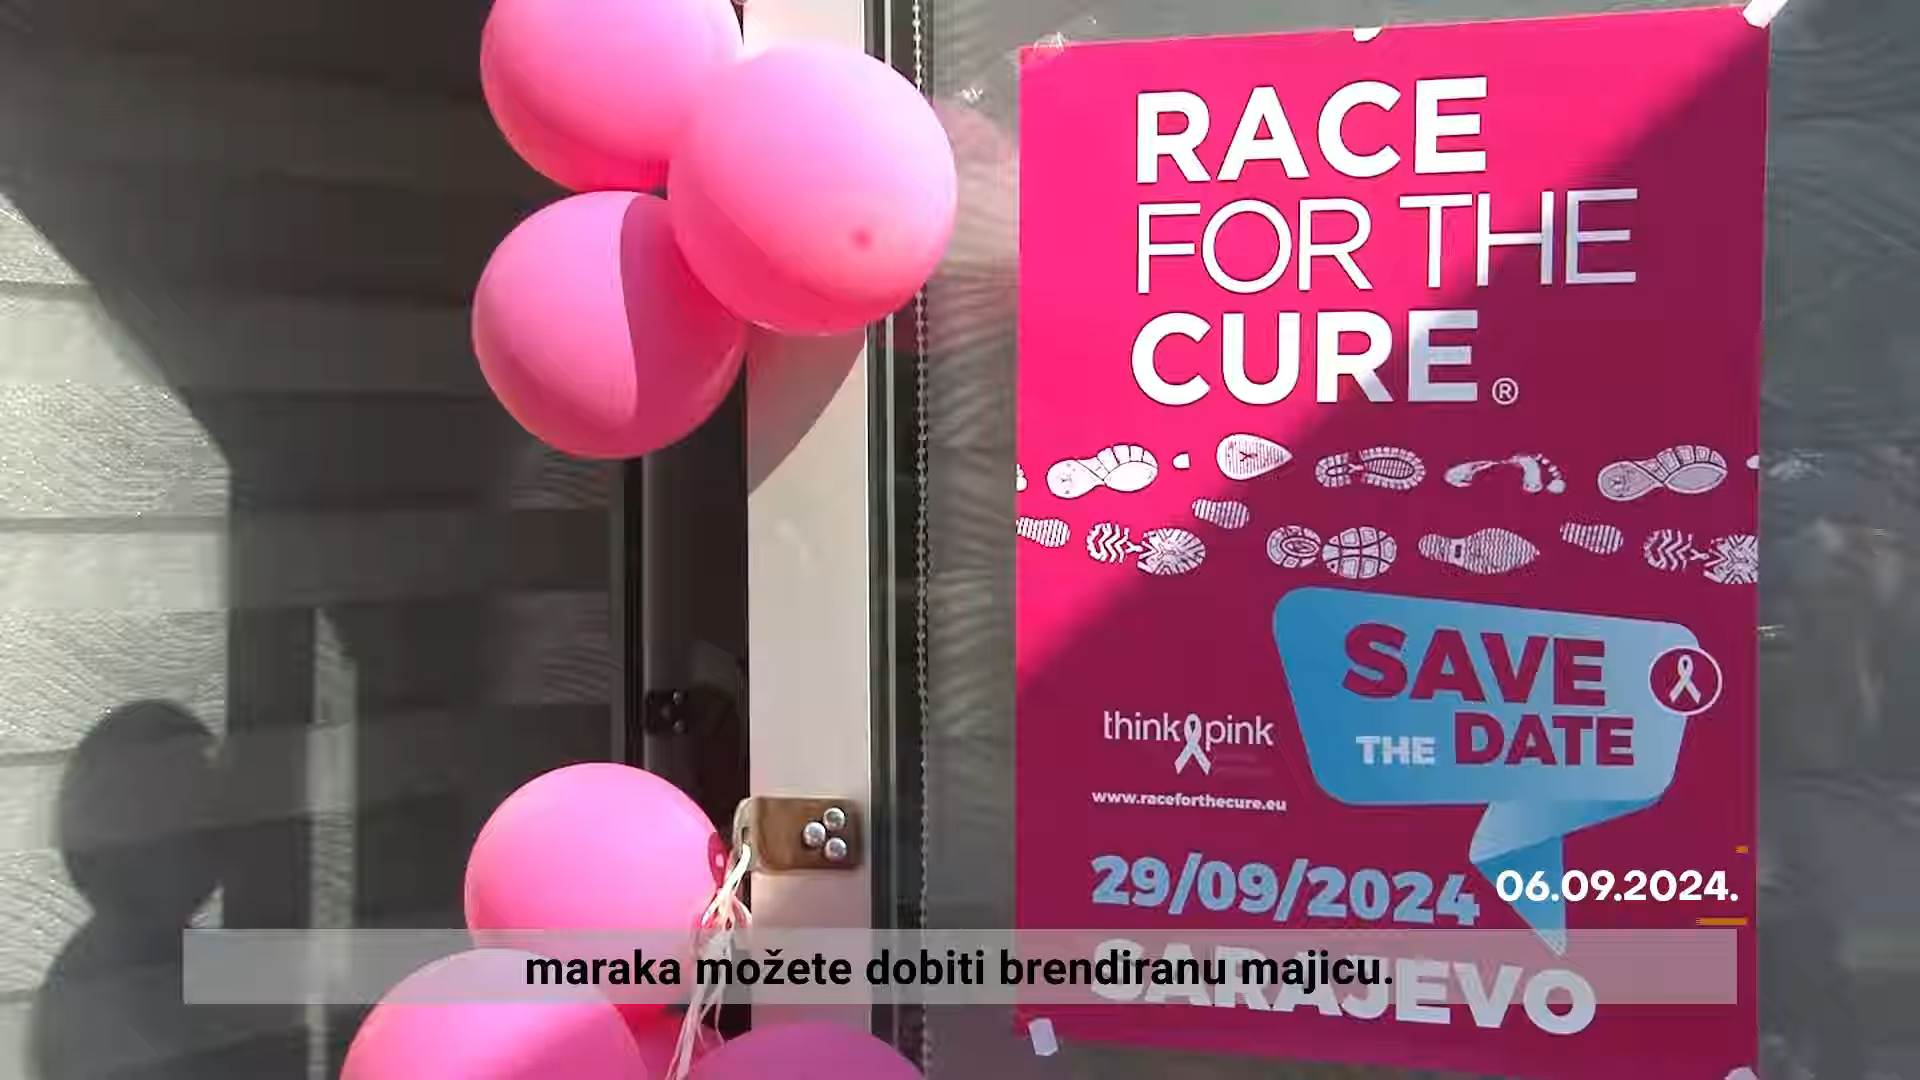 RACE
FOR THE
CURE®
SAVE
THE DATE
think pink
www.raceforthecure.eu
29/09/2024
06.09.2024.
SARAJEVO
maraka možete dobiti brendiranu majicu.